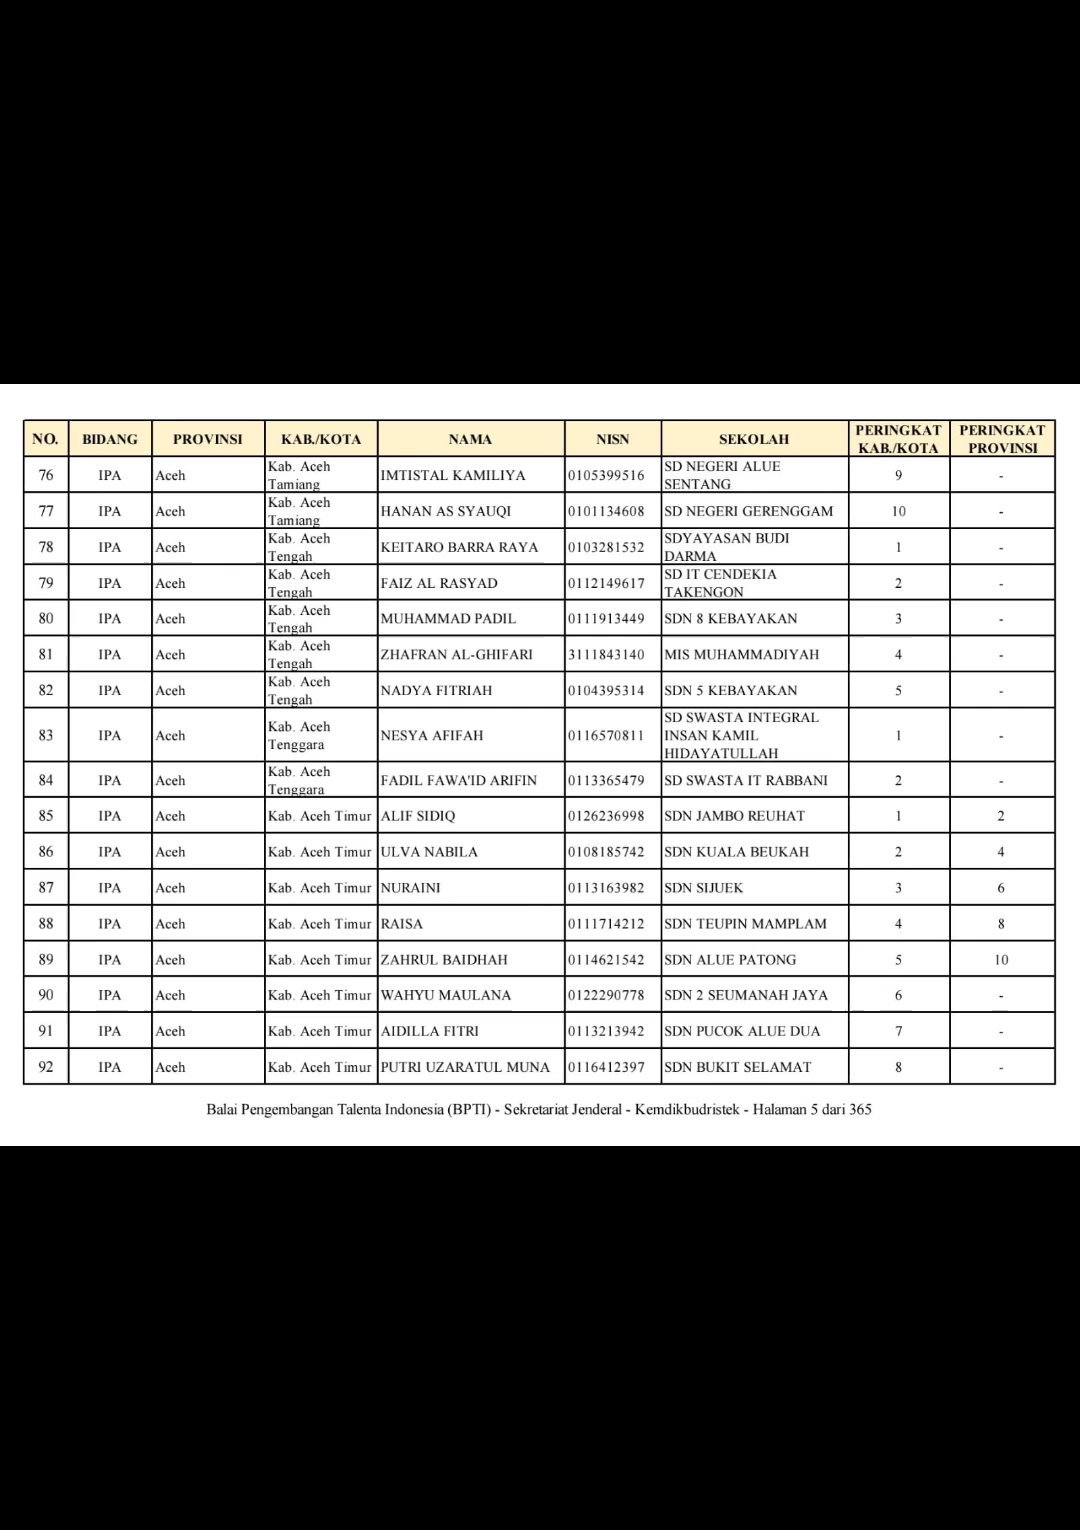 NO. BIDANG PROVINSI KAB./KOTA NAMA NISN SEKOLAH PERINGKAT KAB./KOTA PERINGKAT PROVINSI
76 IPA Aceh Kab. Aceh Tamiang IMTISTAL KAMILIYA 0105399516 SD NEGERI ALUE SENTANG 9 -
77 IPA Aceh Kab. Aceh Tamiang HANAN AS SYAUQI 0101134608 SD NEGERI GERENGGAM 10 -
78 IPA Aceh Kab. Aceh Tengah KEITARO BARRA RAYA 0103281532 SDYAYASAN BUDI DARMA 1 -
79 IPA Aceh Kab. Aceh Tengah FAIZ AL RASYAD 0112149617 SD IT CENDEKIA TAKENGON 2 -
80 IPA Aceh Kab. Aceh Tengah MUHAMMAD PADIL 0111913449 SDN 8 KEBAYAKAN 3 -
81 IPA Aceh Kab. Aceh Tengah ZHAFRAN AL-GHIFARI 3111843140 MIS MUHAMMADIYAH 4 -
82 IPA Aceh Kab. Aceh Tengah NADYA FITRIAH 0104395314 SDN 5 KEBAYAKAN 5 -
83 IPA Aceh Kab. Aceh Tenggara NESYA AFIFAH 0116570811 SD SWASTA INTEGRAL INSAN KAMIL HIDAYATULLAH 1 -
84 IPA Aceh Kab. Aceh Tenggara FADIL FAWA'ID ARIFIN 0113365479 SD SWASTA IT RABBANI 2 -
85 IPA Aceh Kab. Aceh Timur ALIF SIDIQ 0126236998 SDN JAMBO REUHAT 1 2
86 IPA Aceh Kab. Aceh Timur ULVA NABILA 0108185742 SDN KUALA BEUKAH 2 4
87 IPA Aceh Kab. Aceh Timur NURAINI 0113163982 SDN SIJUEK 3 6
88 IPA Aceh Kab. Aceh Timur RAISA 0111714212 SDN TEUPIN MAMPLAM 4 8
89 IPA Aceh Kab. Aceh Timur ZAHRUL BAIDHAH 0114621542 SDN ALUE PATONG 5 10
90 IPA Aceh Kab. Aceh Timur WAHYU MAULANA 0122290778 SDN 2 SEUMANAH JAYA 6 -
91 IPA Aceh Kab. Aceh Timur AIDILLA FITRI 0113213942 SDN PUCOK ALUE DUA 7 -
92 IPA Aceh Kab. Aceh Timur PUTRI UZARATUL MUNA 0116412397 SDN BUKIT SELAMAT 8 -
Balai Pengembangan Talenta Indonesia (BPTI) - Sekretariat Jenderal - Kemdikbudristek - Halaman 5 dari 365